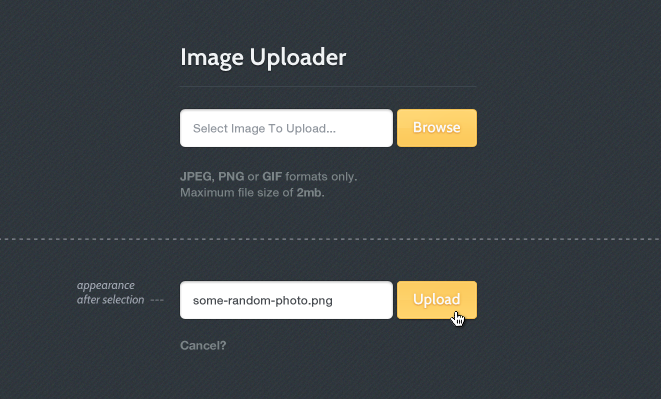 Image Uploader
Select Image To Upload...
Browse
JPEG, PNG or GIF formats only.
Maximum file size of 2mb.
appearance
after selection ---
some-random-photo.png
Upload
Cancel?